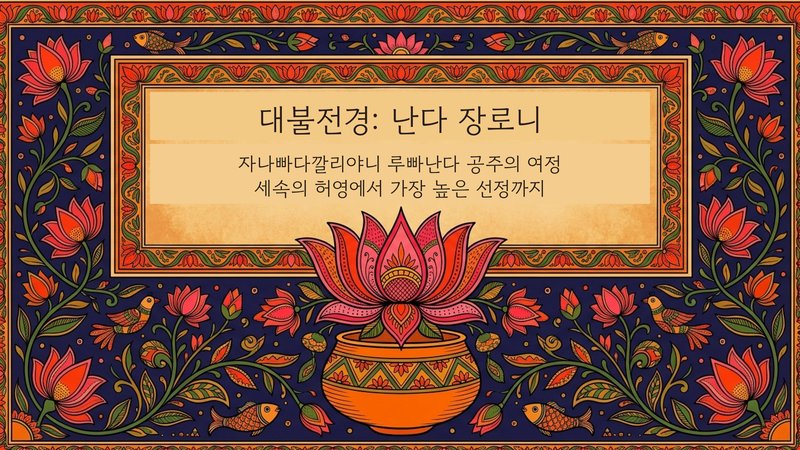 대불전경: 난다 장로니
자나빠다깔리야니 루빠난다 공주의 여정
세속의 허영에서 가장 높은 선정까지